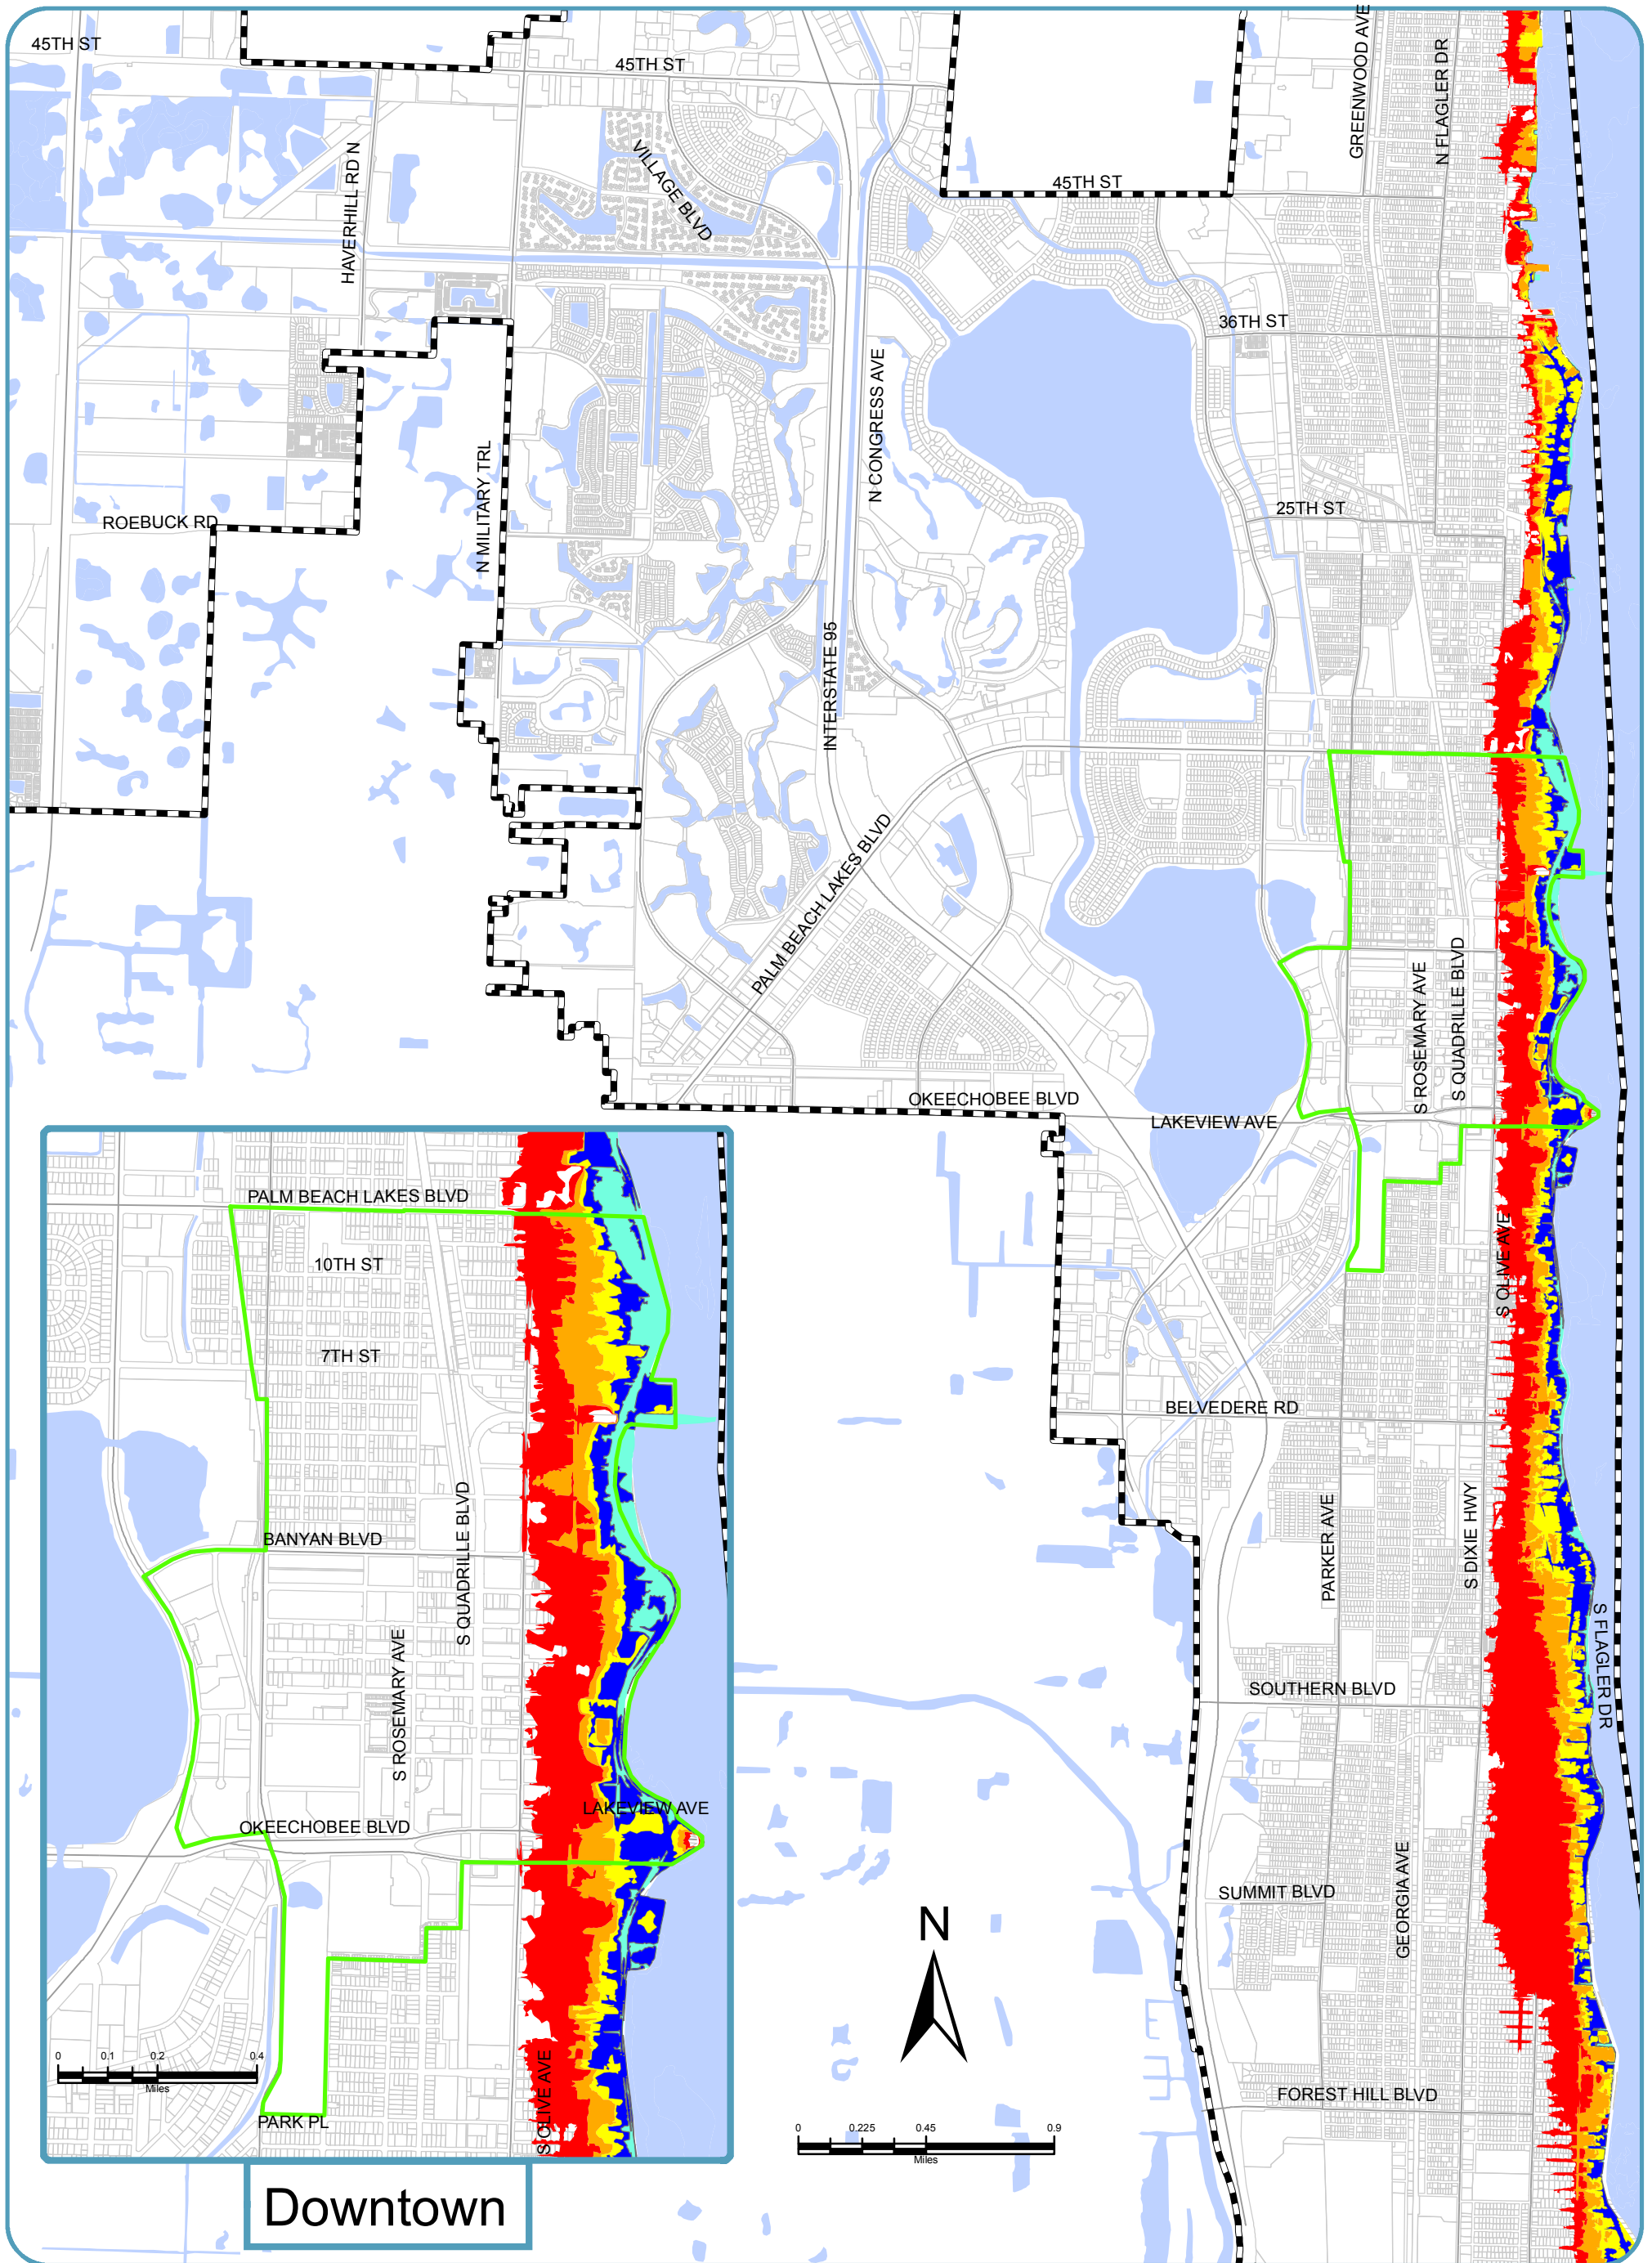 45TH ST
45TH ST
GREENWOOD AVE
N FLAGLER DR
HAVERHILL RD N
VILLAGE BLVD
45TH ST
36TH ST
N CONGRESS AVE
N MILITARY TRL
25TH ST
ROEBUCK RD
INTERSTATE 95
PALM BEACH LAKES BLVD
S ROSEMARY AVE
S QUADRILLE BLVD
OKEECHOBEE BLVD
LAKEVIEW AVE
S OLIVE AVE
BELVEDERE RD
PARKER AVE
S DIXIE HWY
S FLAGLER DR
SOUTHERN BLVD
SUMMIT BLVD
GEORGIA AVE
FOREST HILL BLVD
N
0 0.225 0.45 0.9
Miles
PALM BEACH LAKES BLVD
10TH ST
7TH ST
S QUADRILLE BLVD
BANYAN BLVD
S ROSEMARY AVE
LAKEVIEW AVE
OKEECHOBEE BLVD
0 0.1 0.2 0.4
Miles
S OLIVE AVE
PARK PL
Downtown